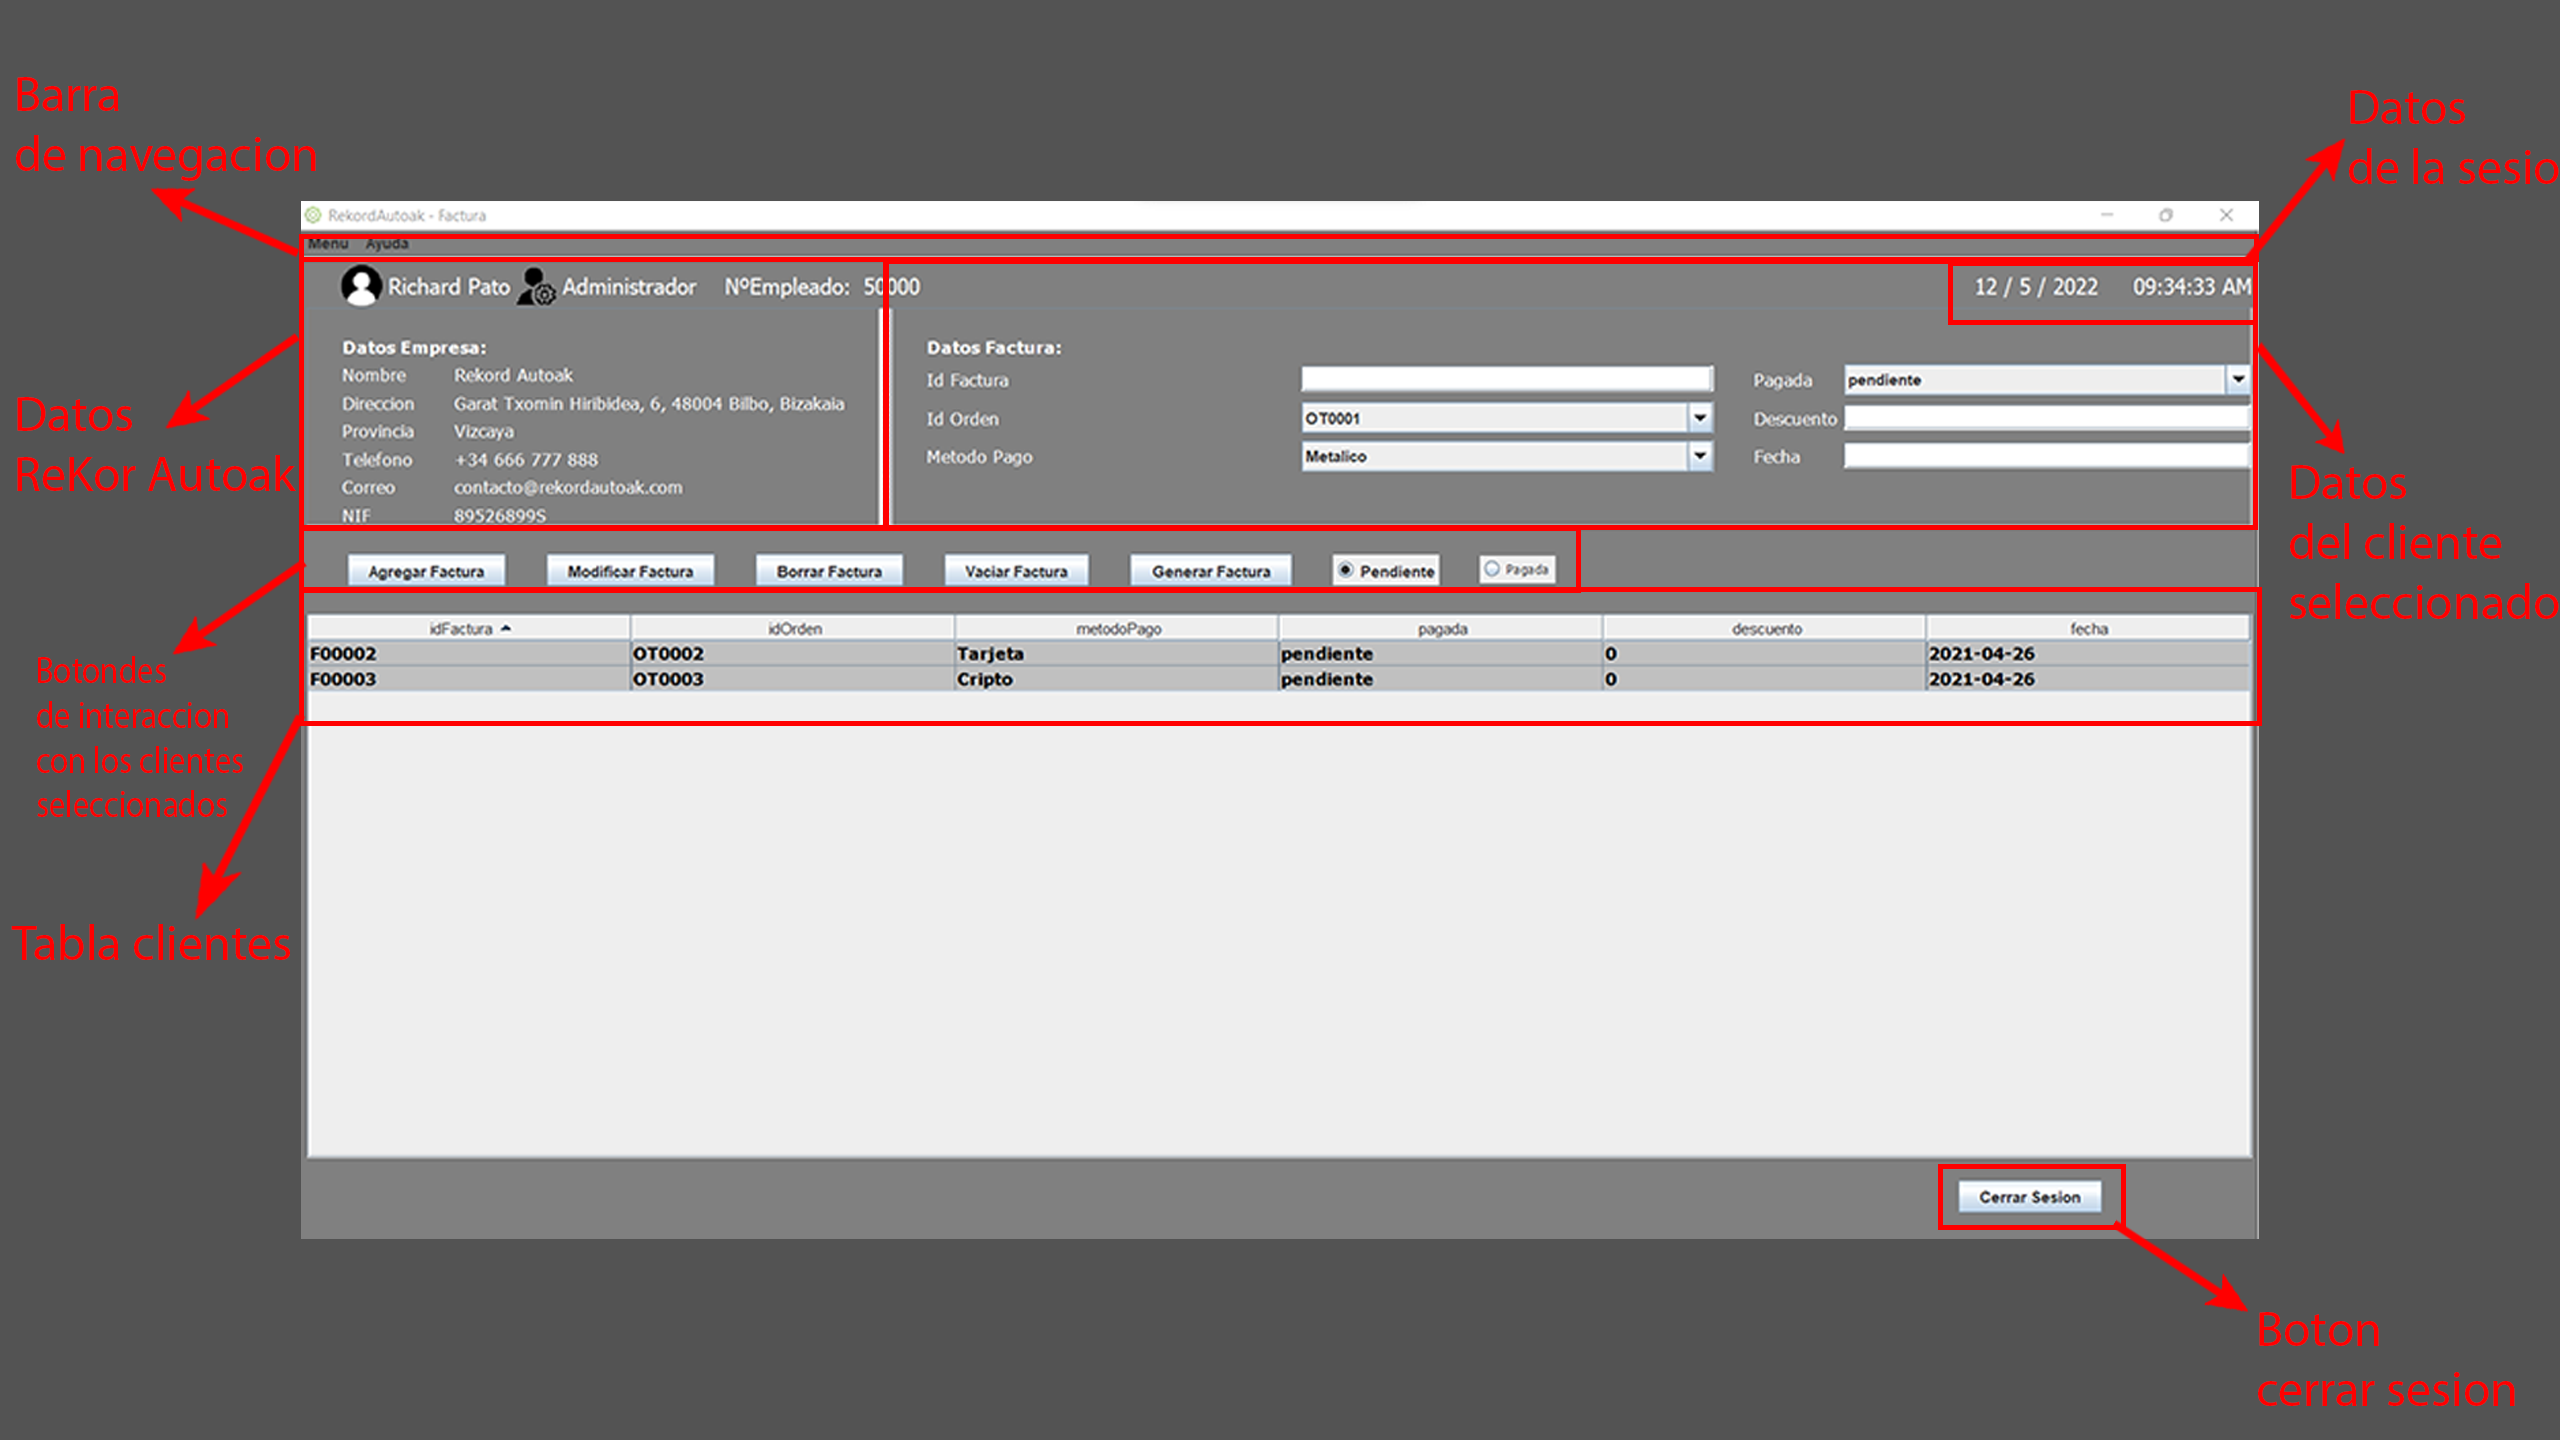 Barra
de navegacion
Datos
de la sesio
RekordAutoak - Factura
Menu Ayuda
Richard Pato Administrador NºEmpleado: 50000 12 / 5 / 2022 09:34:33 AM
Datos Empresa:
Nombre Rekord Autoak
Direccion Garat Txomin Hiribidea, 6, 48004 Bilbo, Bizakaia
Provincia Vizcaya
Telefono +34 666 777 888
Correo contacto@rekordautoak.com
NIF 89526899S
Datos Factura:
Id Factura Pagada pendiente
Id Orden OT0001 Descuento
Metodo Pago Metalico Fecha
Datos
ReKor Autoak
Datos
del cliente
seleccionado
Agregar Factura Modificar Factura Borrar Factura Vaciar Factura Generar Factura Pendiente Pagada
idFactura idOrden metodoPago pagada descuento fecha
F00002 OT0002 Tarjeta pendiente 0 2021-04-26
F00003 OT0003 Cripto pendiente 0 2021-04-26
Botondes
de interaccion
con los clientes
seleccionados
Tabla clientes
Cerrar Sesion
Boton
cerrar sesion